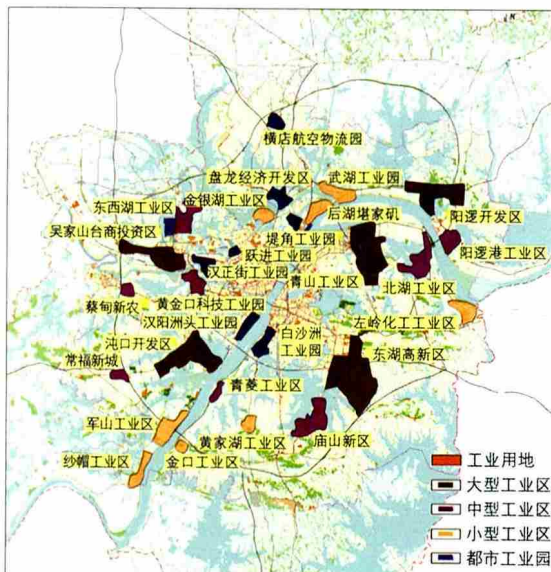 N
横店航空物流园
盘龙经济开发区
武湖工业园
东西湖工业区
金银湖工业区
后湖堪家矶
阳逻开发区
吴家山台商投资区
堤角工业园
阳逻港工业区
跃进工业园
汉正街工业园
青山工业区
北湖工业区
蔡甸新农
黄金口科技工业园
左岭化工工业区
汉阳洲头工业园
白沙洲
工业园
沌口开发区
东湖高新区
常福新城
青菱工业区
军山工业区
黄家湖工业区
庙山新区
纱帽工业区
金口工业区
工业用地
大型工业区
中型工业区
小型工业区
都市工业园